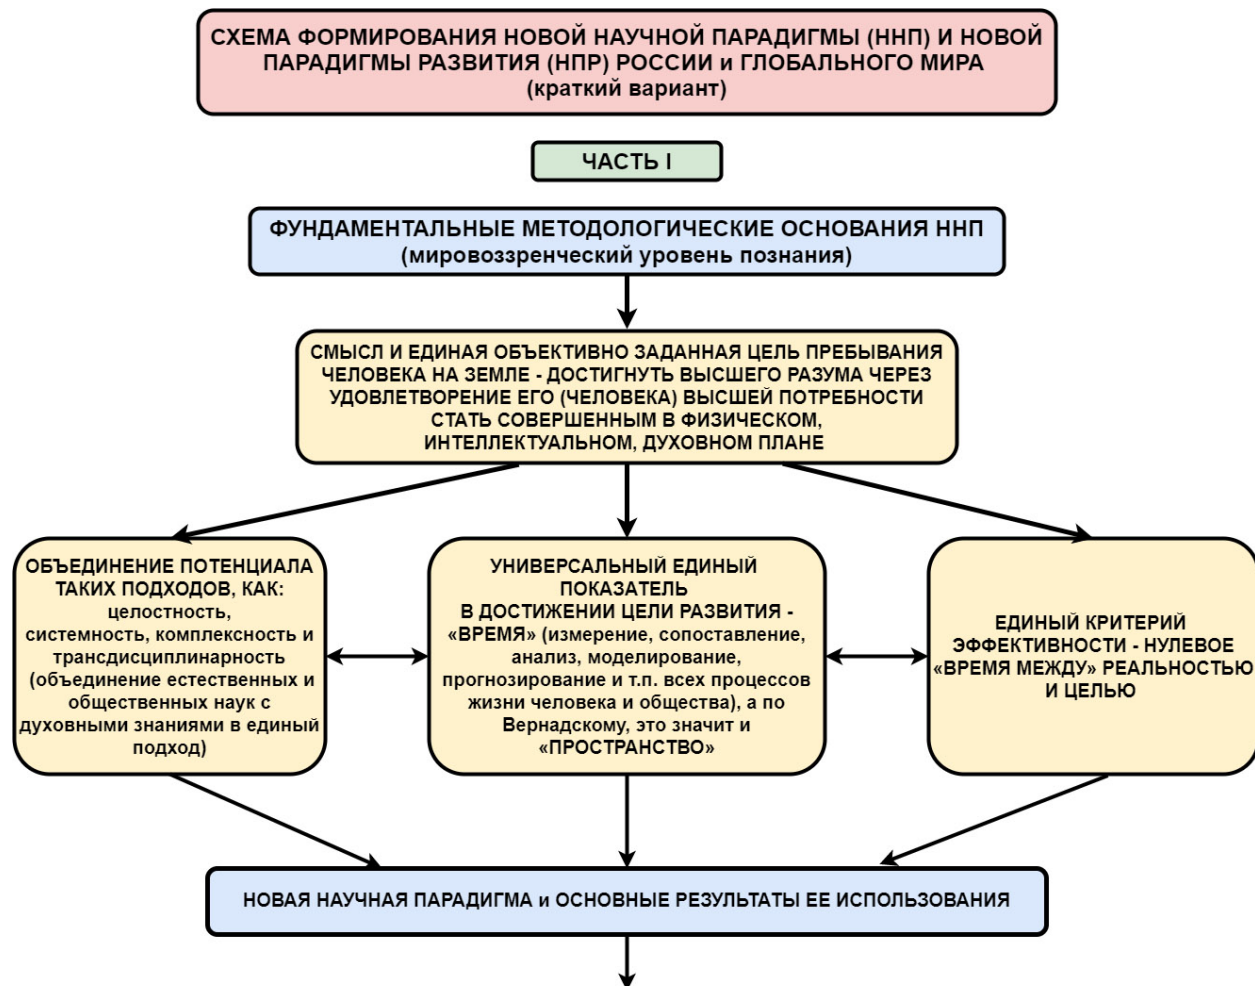 СХЕМА ФОРМИРОВАНИЯ НОВОЙ НАУЧНОЙ ПАРАДИГМЫ (ННП) И НОВОЙ
ПАРАДИГМЫ РАЗВИТИЯ (НПР) РОССИИ и ГЛОБАЛЬНОГО МИРА
(краткий вариант)
ЧАСТЬ I
ФУНДАМЕНТАЛЬНЫЕ МЕТОДОЛОГИЧЕСКИЕ ОСНОВАНИЯ ННП
(мировоззренческий уровень познания)
СМЫСЛ И ЕДИНАЯ ОБЪЕКТИВНО ЗАДАННАЯ ЦЕЛЬ ПРЕБЫВАНИЯ
ЧЕЛОВЕКА НА ЗЕМЛЕ - ДОСТИГНУТЬ ВЫСШЕГО РАЗУМА ЧЕРЕЗ
УДОВЛЕТВОРЕНИЕ ЕГО (ЧЕЛОВЕКА) ВЫСШЕЙ ПОТРЕБНОСТИ
СТАТЬ СОВЕРШЕННЫМ В ФИЗИЧЕСКОМ,
ИНТЕЛЛЕКТУАЛЬНОМ, ДУХОВНОМ ПЛАНЕ
ОБЪЕДИНЕНИЕ ПОТЕНЦИАЛА
ТАКИХ ПОДХОДОВ, КАК:
целостность,
системность, комплексность и
трансдисциплинарность
(объединение естественных и
общественных наук с
духовными знаниями в единый
подход)
УНИВЕРСАЛЬНЫЙ ЕДИНЫЙ
ПОКАЗАТЕЛЬ
В ДОСТИЖЕНИИ ЦЕЛИ РАЗВИТИЯ -
«ВРЕМЯ» (измерение, сопоставление,
анализ, моделирование,
прогнозирование и т.п. всех процессов
жизни человека и общества), а по
Вернадскому, это значит и
«ПРОСТРАНСТВО»
ЕДИНЫЙ КРИТЕРИЙ
ЭФФЕКТИВНОСТИ - НУЛЕВОЕ
«ВРЕМЯ МЕЖДУ» РЕАЛЬНОСТЬЮ
И ЦЕЛЬЮ
НОВАЯ НАУЧНАЯ ПАРАДИГМА и ОСНОВНЫЕ РЕЗУЛЬТАТЫ ЕЕ ИСПОЛЬЗОВАНИЯ